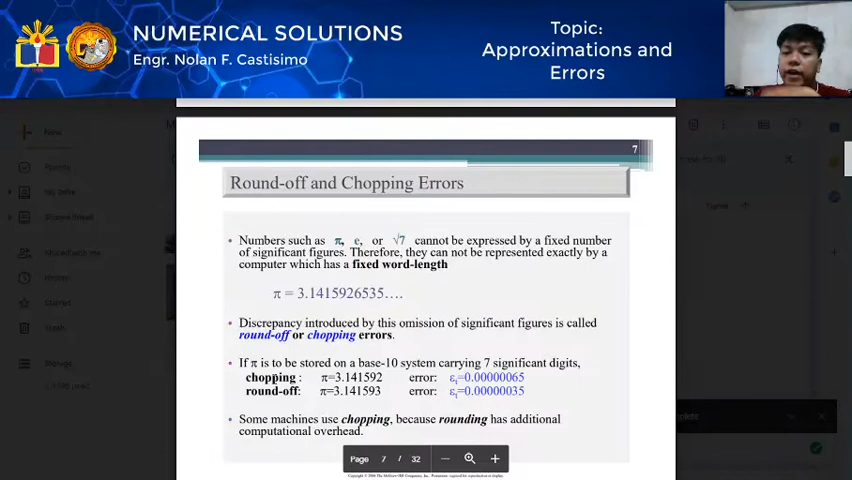 NUMERICAL SOLUTIONS
Engr. Nolan F. Castisimo
Topic:
Approximations and
Errors
New
7
Round-off and Chopping Errors
• Numbers such as π, e, or √7 cannot be expressed by a fixed number
of significant figures. Therefore, they can not be represented exactly by a
computer which has a fixed word-length
π = 3.1415926535….
• Discrepancy introduced by this omission of significant figures is called
round-off or chopping errors.
• If π is to be stored on a base-10 system carrying 7 significant digits,
chopping : π=3.141592 error: εt=0.00000065
round-off: π=3.141593 error: εt=0.00000035
• Some machines use chopping, because rounding has additional
computational overhead.
Page 7 / 32